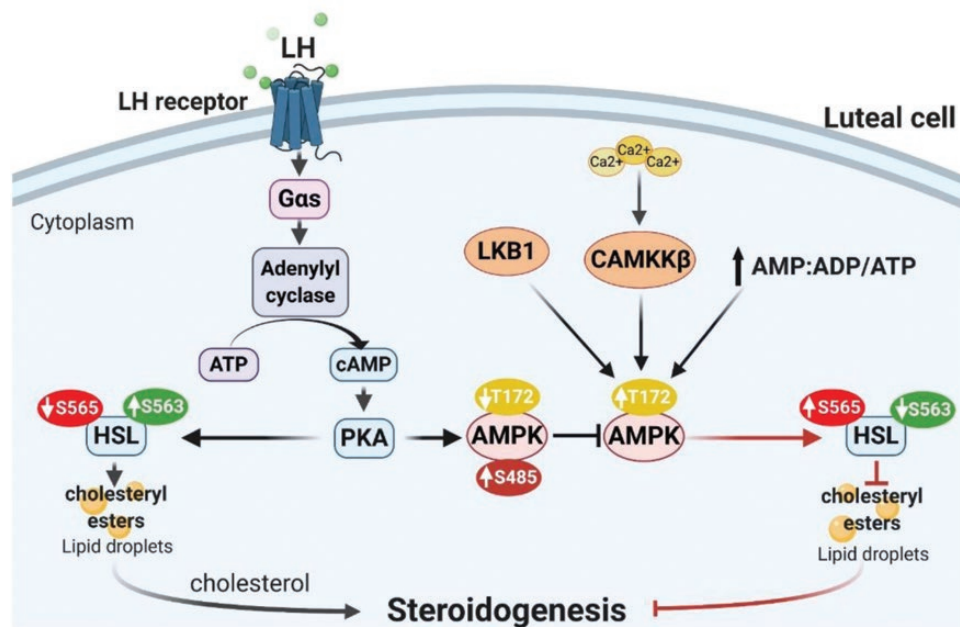 LH
LH receptor
Luteal cell
Ca2+ Ca2+ Ca2+
Gαs
Cytoplasm
LKB1
CAMKKβ
↑ AMP:ADP/ATP
Adenylyl
cyclase
ATP
cAMP
↓S565 ↑S563
HSL
PKA
↓T172
AMPK
↑S485
↑T172
AMPK
↑S565 ↓S563
HSL
cholesteryl
esters
Lipid droplets
cholesteryl
esters
Lipid droplets
cholesterol
Steroidogenesis